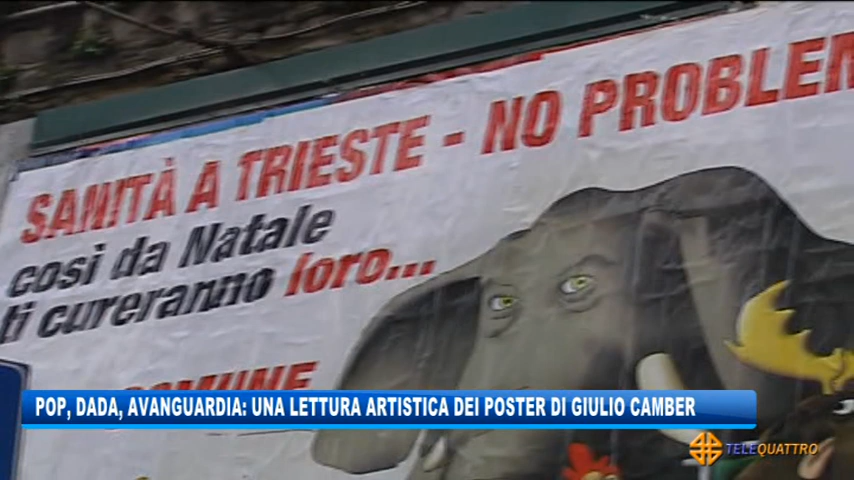 SANITÀ A TRIESTE - NO PROBLEM
così da Natale
ti cureranno loro...
COMUNE
POP, DADA, AVANGUARDIA: UNA LETTURA ARTISTICA DEI POSTER DI GIULIO CAMBER
TELEQUATTRO